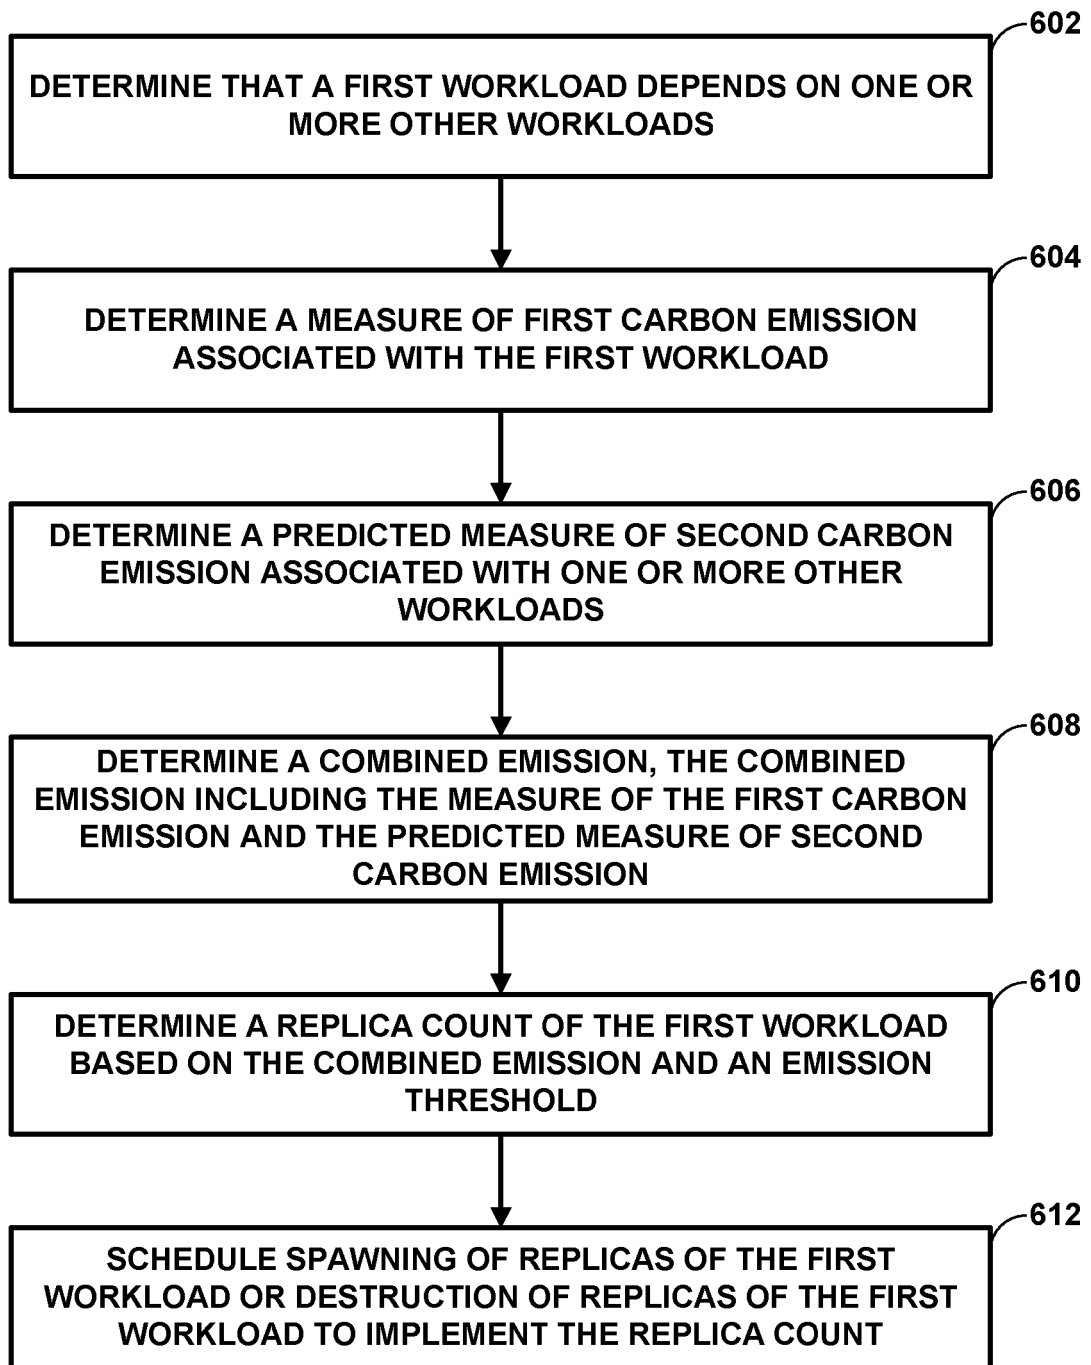 602
DETERMINE THAT A FIRST WORKLOAD DEPENDS ON ONE OR
MORE OTHER WORKLOADS
604
DETERMINE A MEASURE OF FIRST CARBON EMISSION
ASSOCIATED WITH THE FIRST WORKLOAD
606
DETERMINE A PREDICTED MEASURE OF SECOND CARBON
EMISSION ASSOCIATED WITH ONE OR MORE OTHER
WORKLOADS
608
DETERMINE A COMBINED EMISSION, THE COMBINED
EMISSION INCLUDING THE MEASURE OF THE FIRST CARBON
EMISSION AND THE PREDICTED MEASURE OF SECOND
CARBON EMISSION
610
DETERMINE A REPLICA COUNT OF THE FIRST WORKLOAD
BASED ON THE COMBINED EMISSION AND AN EMISSION
THRESHOLD
612
SCHEDULE SPAWNING OF REPLICAS OF THE FIRST
WORKLOAD OR DESTRUCTION OF REPLICAS OF THE FIRST
WORKLOAD TO IMPLEMENT THE REPLICA COUNT